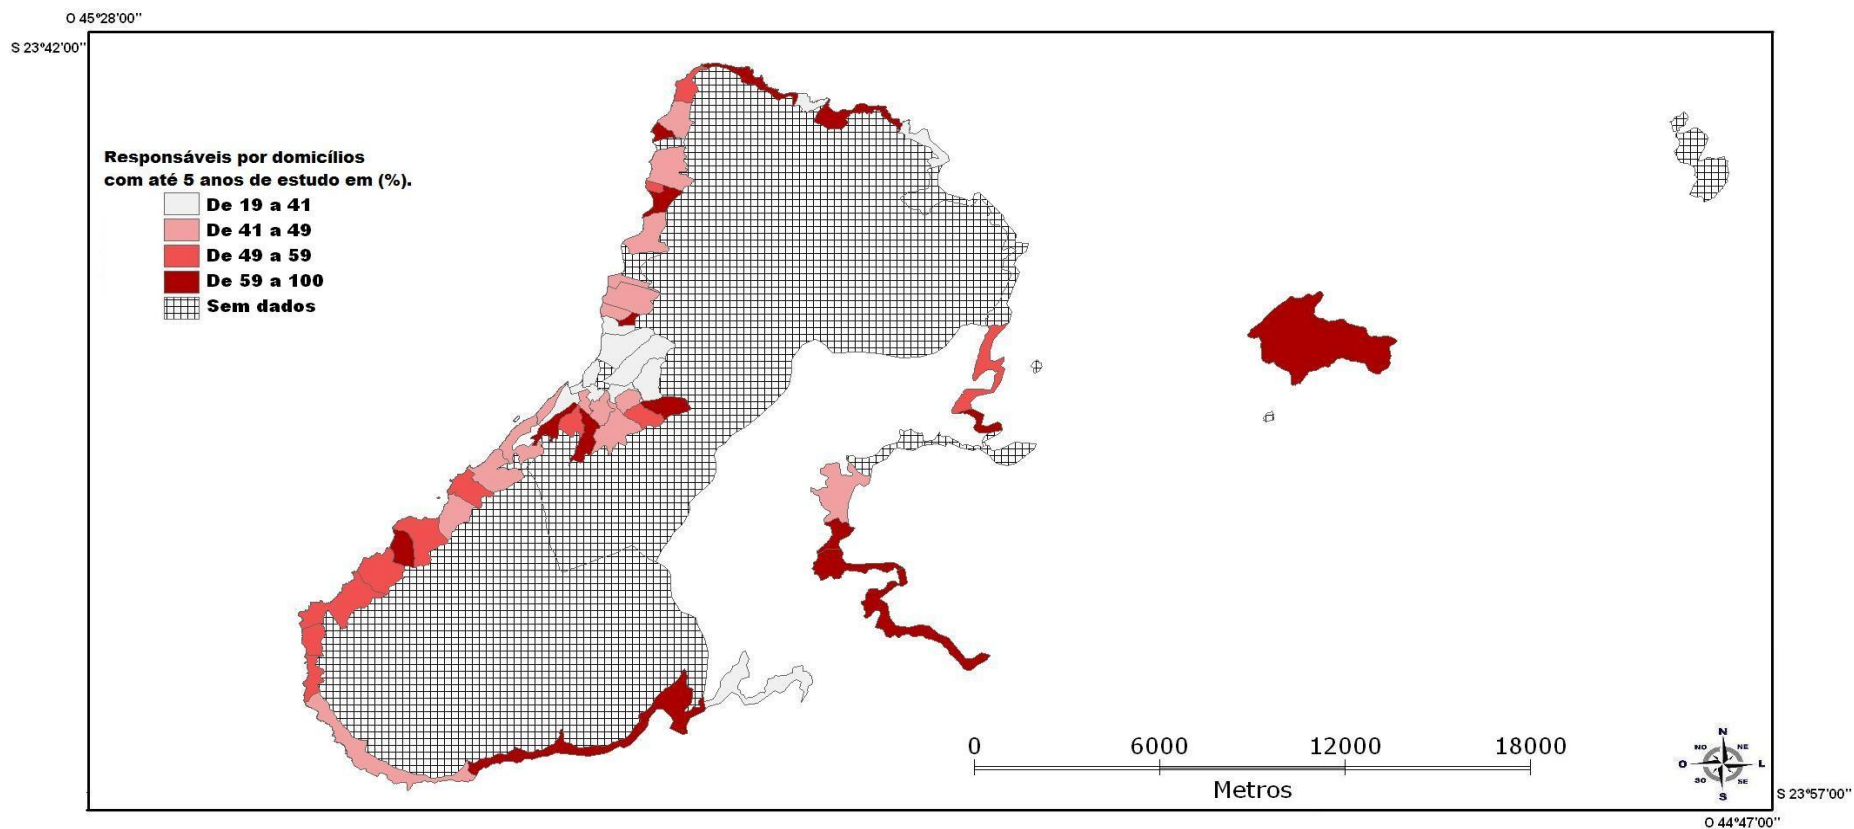 O 45°28'00"
S 23°42'00"
Responsáveis por domicílios
com até 5 anos de estudo em (%).
De 19 a 41
De 41 a 49
De 49 a 59
De 59 a 100
Sem dados
0 6000 12000 18000
Metros
N
NO NE
O L
SO SE
S
S 23°57'00"
O 44°47'00"